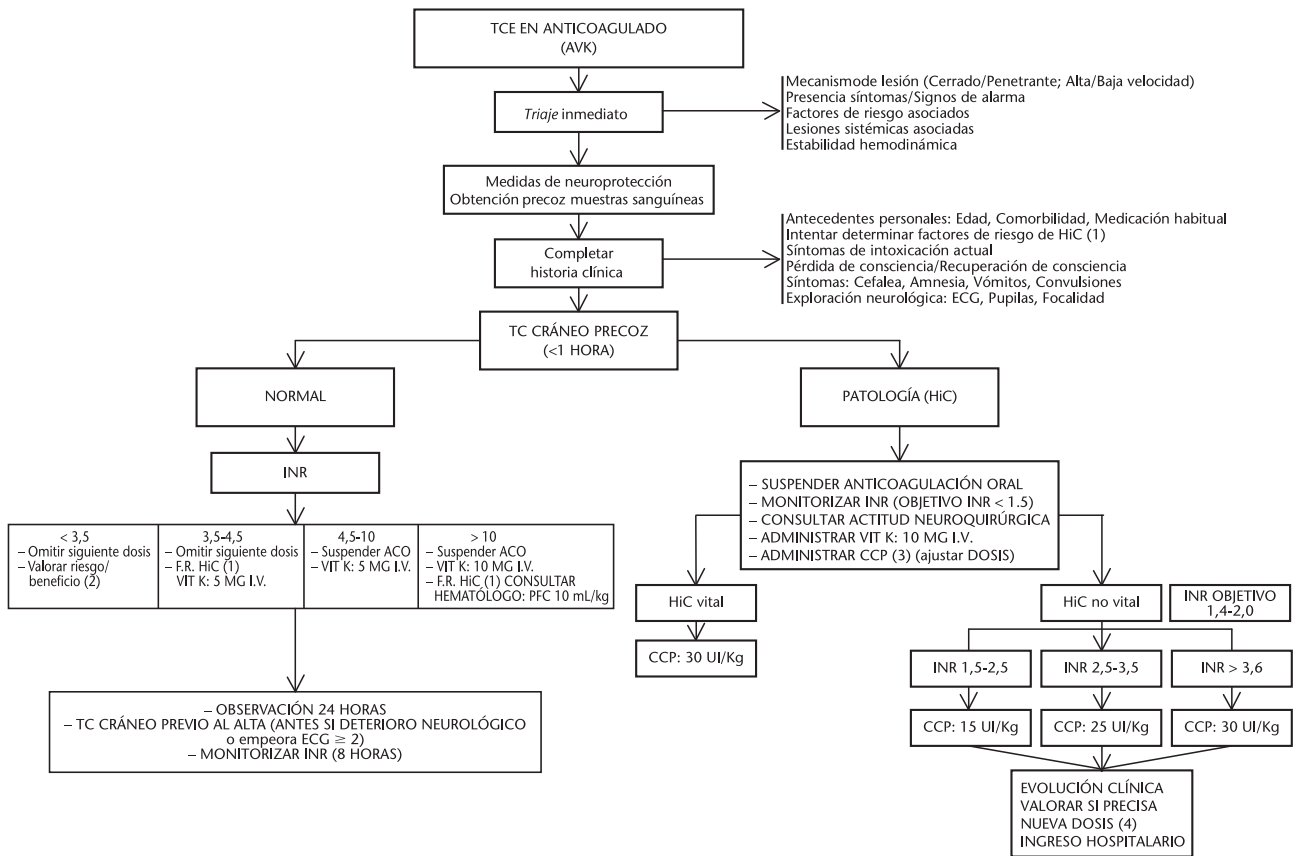 TCE EN ANTICOAGULADO
(AVK)
Triaje inmediato
Mecanismode lesión (Cerrado/Penetrante; Alta/Baja velocidad)
Presencia síntomas/Signos de alarma
Factores de riesgo asociados
Lesiones sistémicas asociadas
Estabilidad hemodinámica
Medidas de neuroprotección
Obtención precoz muestras sanguíneas
Completar
historia clínica
Antecedentes personales: Edad, Comorbilidad, Medicación habitual
Intentar determinar factores de riesgo de HiC (1)
Síntomas de intoxicación actual
Pérdida de consciencia/Recuperación de consciencia
Síntomas: Cefalea, Amnesia, Vómitos, Convulsiones
Exploración neurológica: ECG, Pupilas, Focalidad
TC CRÁNEO PRECOZ
(<1 HORA)
NORMAL
PATOLOGÍA (HiC)
INR
– SUSPENDER ANTICOAGULACIÓN ORAL
– MONITORIZAR INR (OBJETIVO INR < 1.5)
– CONSULTAR ACTITUD NEUROQUIRÚRGICA
– ADMINISTRAR VIT K: 10 MG I.V.
– ADMINISTRAR CCP (3) (ajustar DOSIS)
< 3,5
– Omitir siguiente dosis
– Valorar riesgo/
beneficio (2)
3,5-4,5
– Omitir siguiente dosis
– F.R. HiC (1)
VIT K: 5 MG I.V.
4,5-10
– Suspender ACO
– VIT K: 5 MG I.V.
> 10
– Suspender ACO
– VIT K: 10 MG I.V.
– F.R. HiC (1) CONSULTAR
HEMATÓLOGO: PFC 10 mL/kg
HiC vital
HiC no vital
INR OBJETIVO
1,4-2,0
CCP: 30 UI/Kg
INR 1,5-2,5
INR 2,5-3,5
INR > 3,6
CCP: 15 UI/Kg
CCP: 25 UI/Kg
CCP: 30 UI/Kg
– OBSERVACIÓN 24 HORAS
– TC CRÁNEO PREVIO AL ALTA (ANTES SI DETERIORO NEUROLÓGICO
o empeora ECG ≥ 2)
– MONITORIZAR INR (8 HORAS)
EVOLUCIÓN CLÍNICA
VALORAR SI PRECISA
NUEVA DOSIS (4)
INGRESO HOSPITALARIO